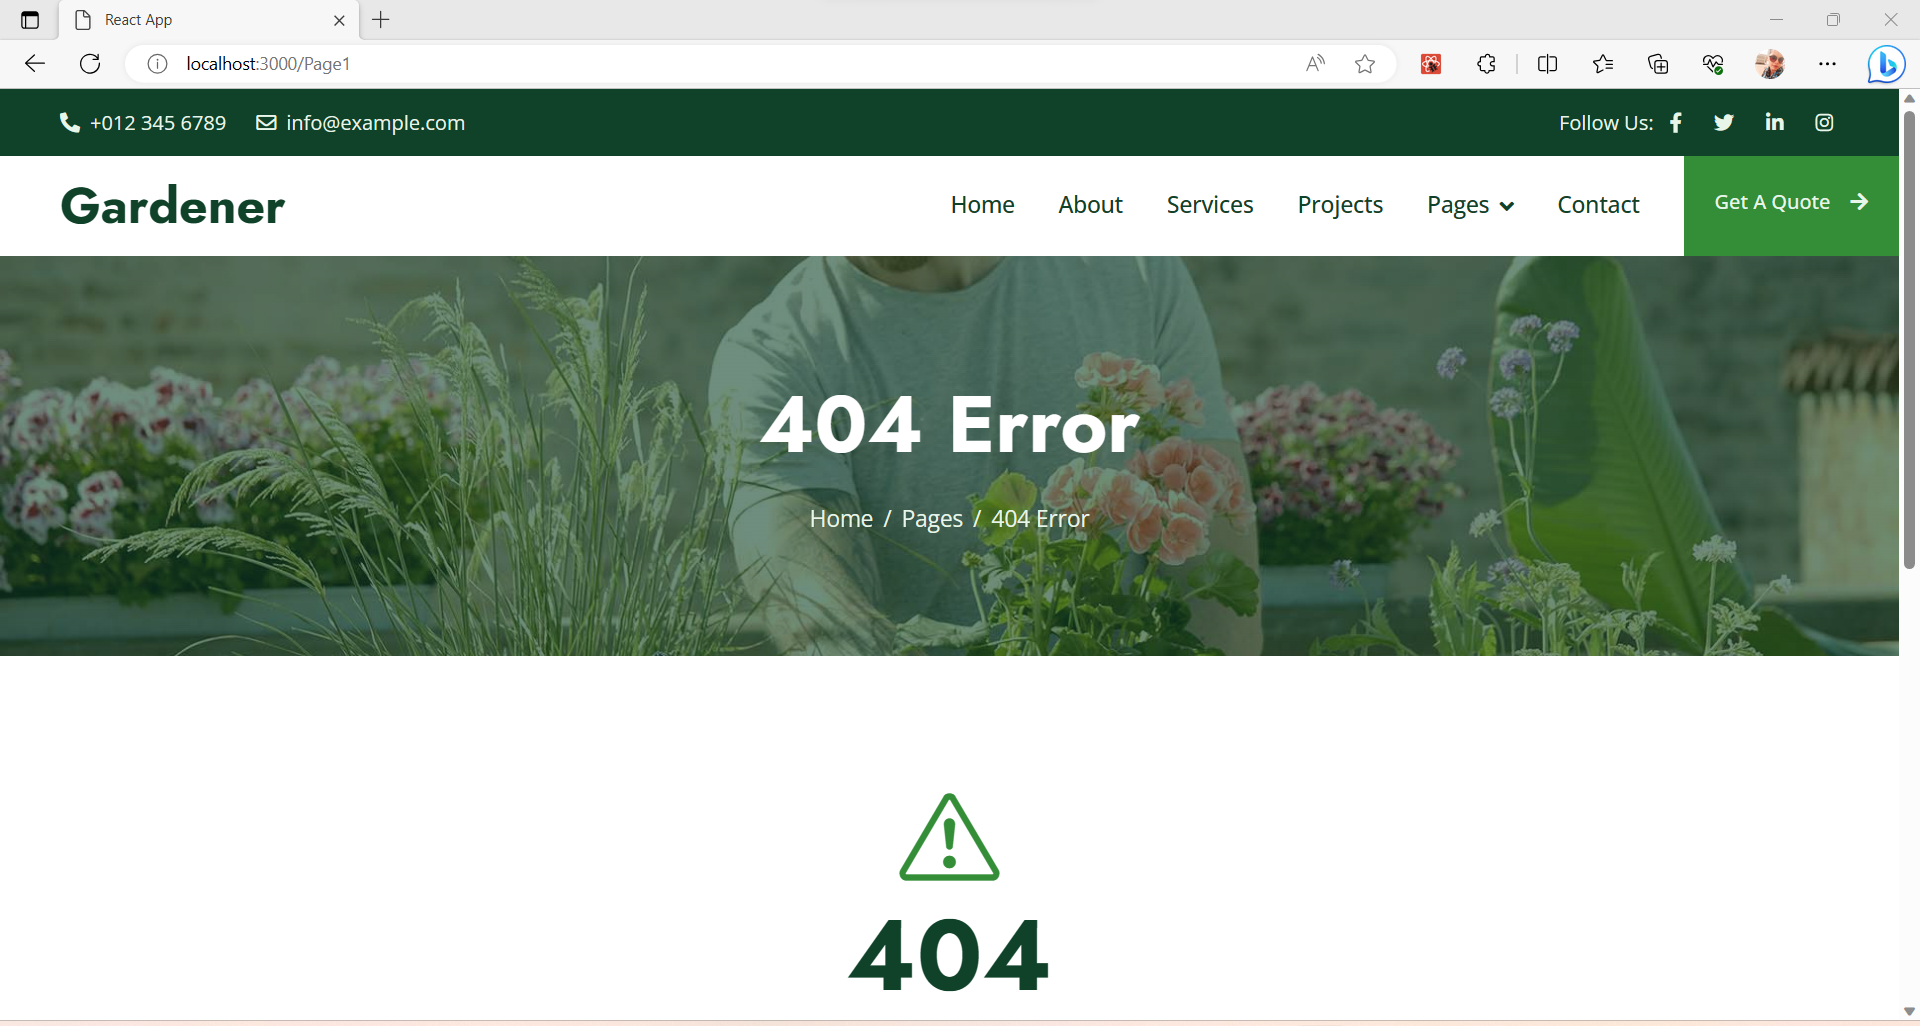 React App
localhost:3000/Page1
+012 345 6789 info@example.com Follow Us:
Gardener Home About Services Projects Pages Contact Get A Quote
404 Error
Home / Pages / 404 Error
404